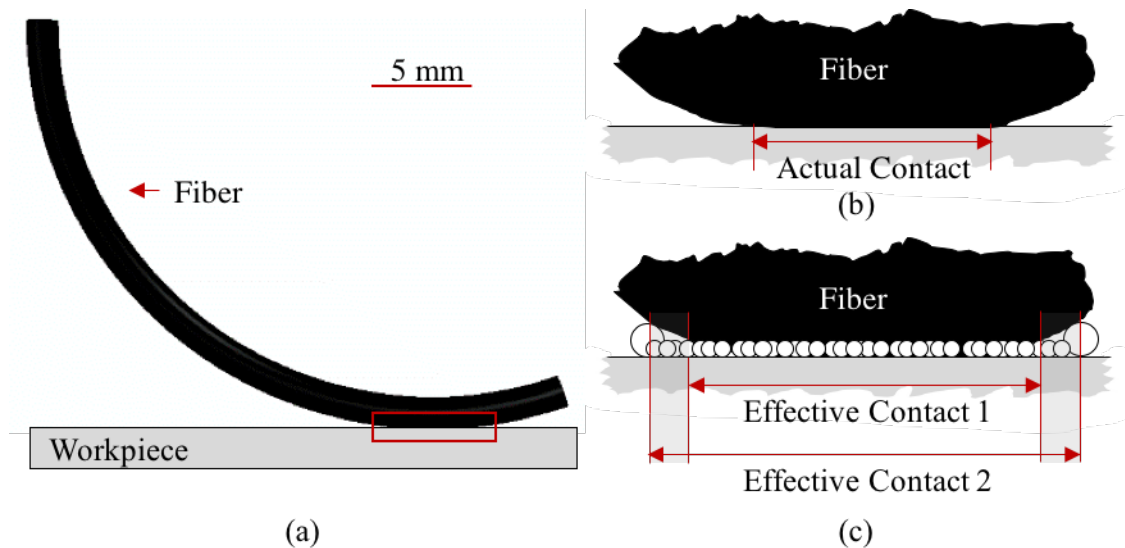 5 mm
Fiber
Workpiece
(a)
Fiber
Actual Contact
(b)
Fiber
Effective Contact 1
Effective Contact 2
(c)